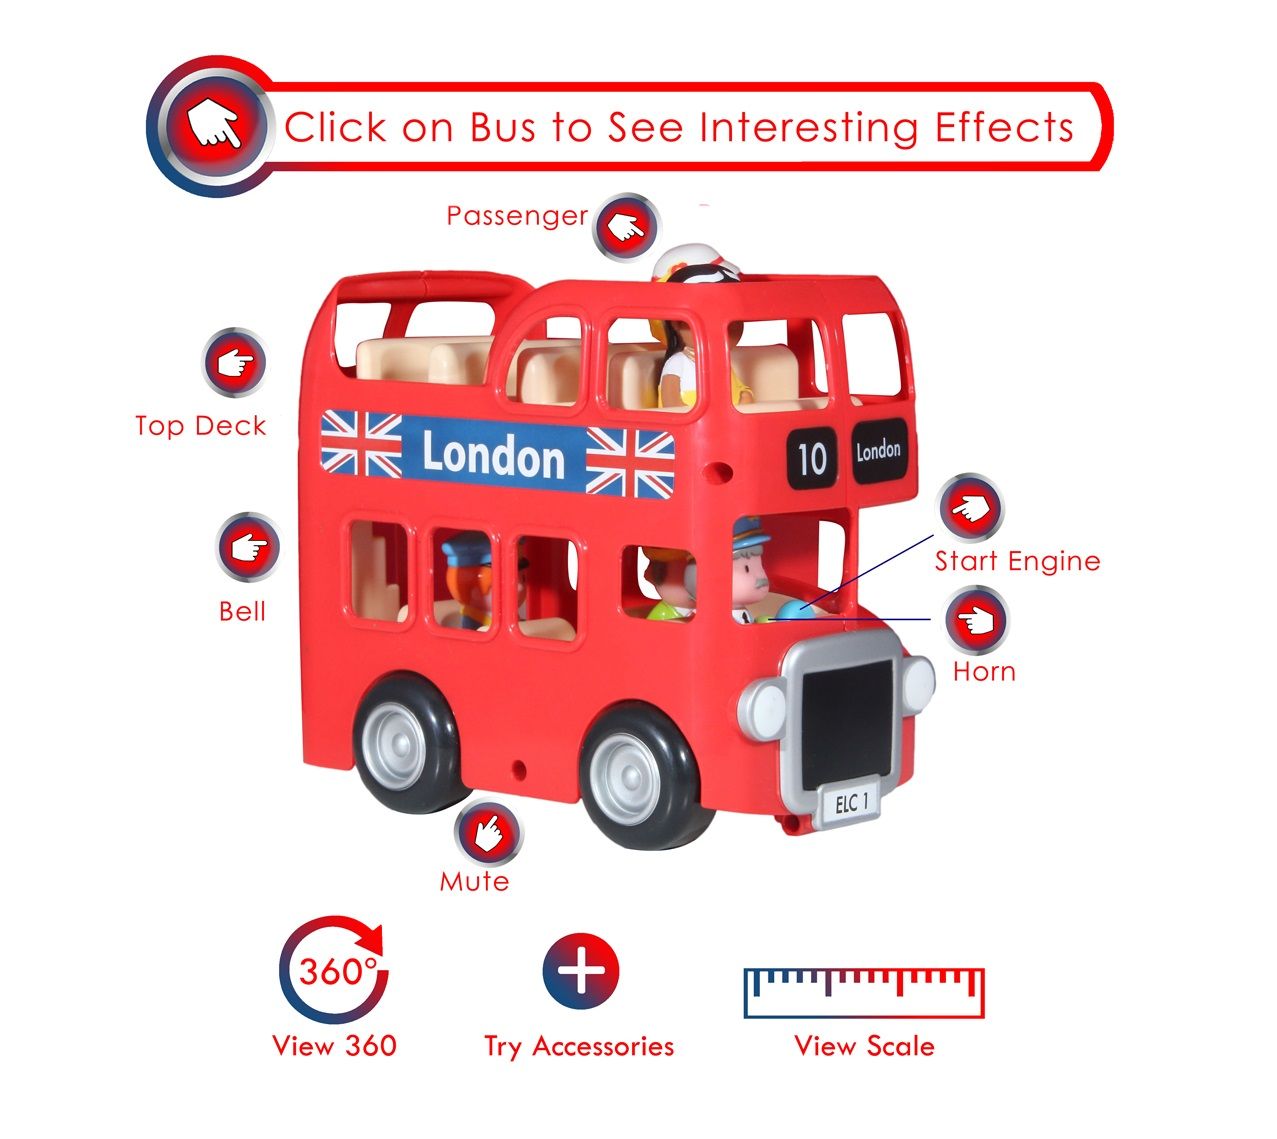 Click on Bus to See Interesting Effects
Passenger
Top Deck
London
10
London
Start Engine
Bell
Horn
ELC 1
Mute
360°
View 360
Try Accessories
View Scale